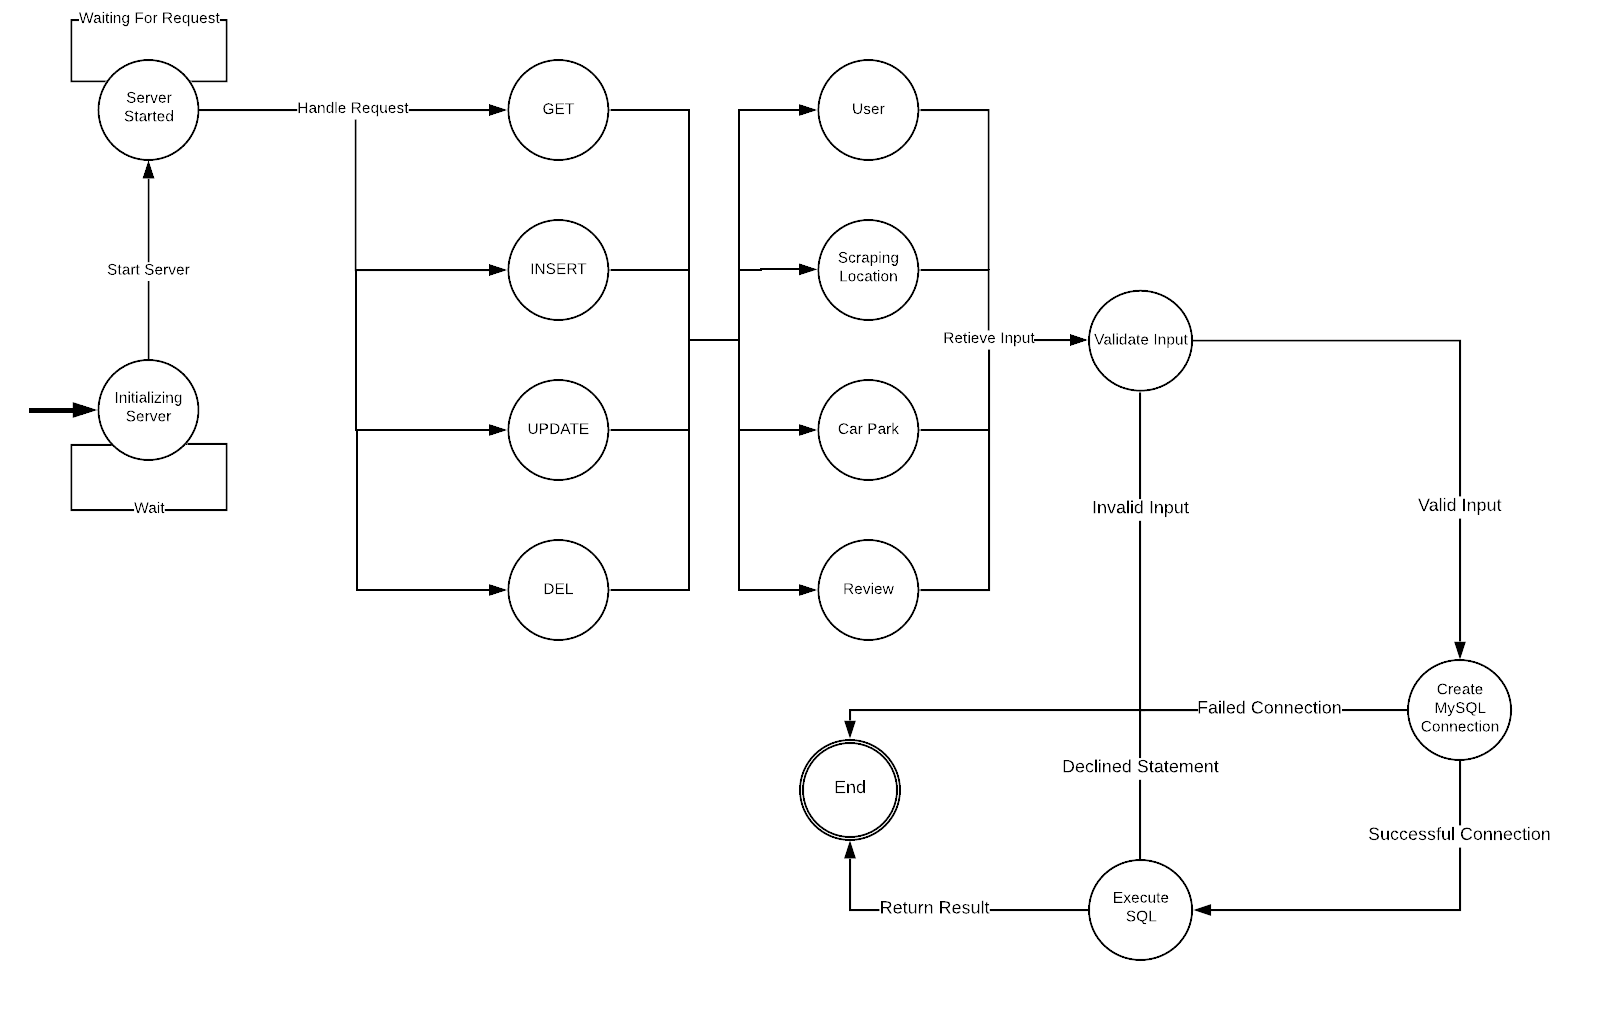 Waiting For Request
Server
Started
Handle Request
GET
User
Start Server
INSERT
Scraping
Location
Retieve Input
Validate Input
Initializing
Server
UPDATE
Car Park
Wait
Invalid Input
Valid Input
DEL
Review
Create
MySQL
Connection
Failed Connection
Declined Statement
End
Successful Connection
Execute
SQL
Return Result